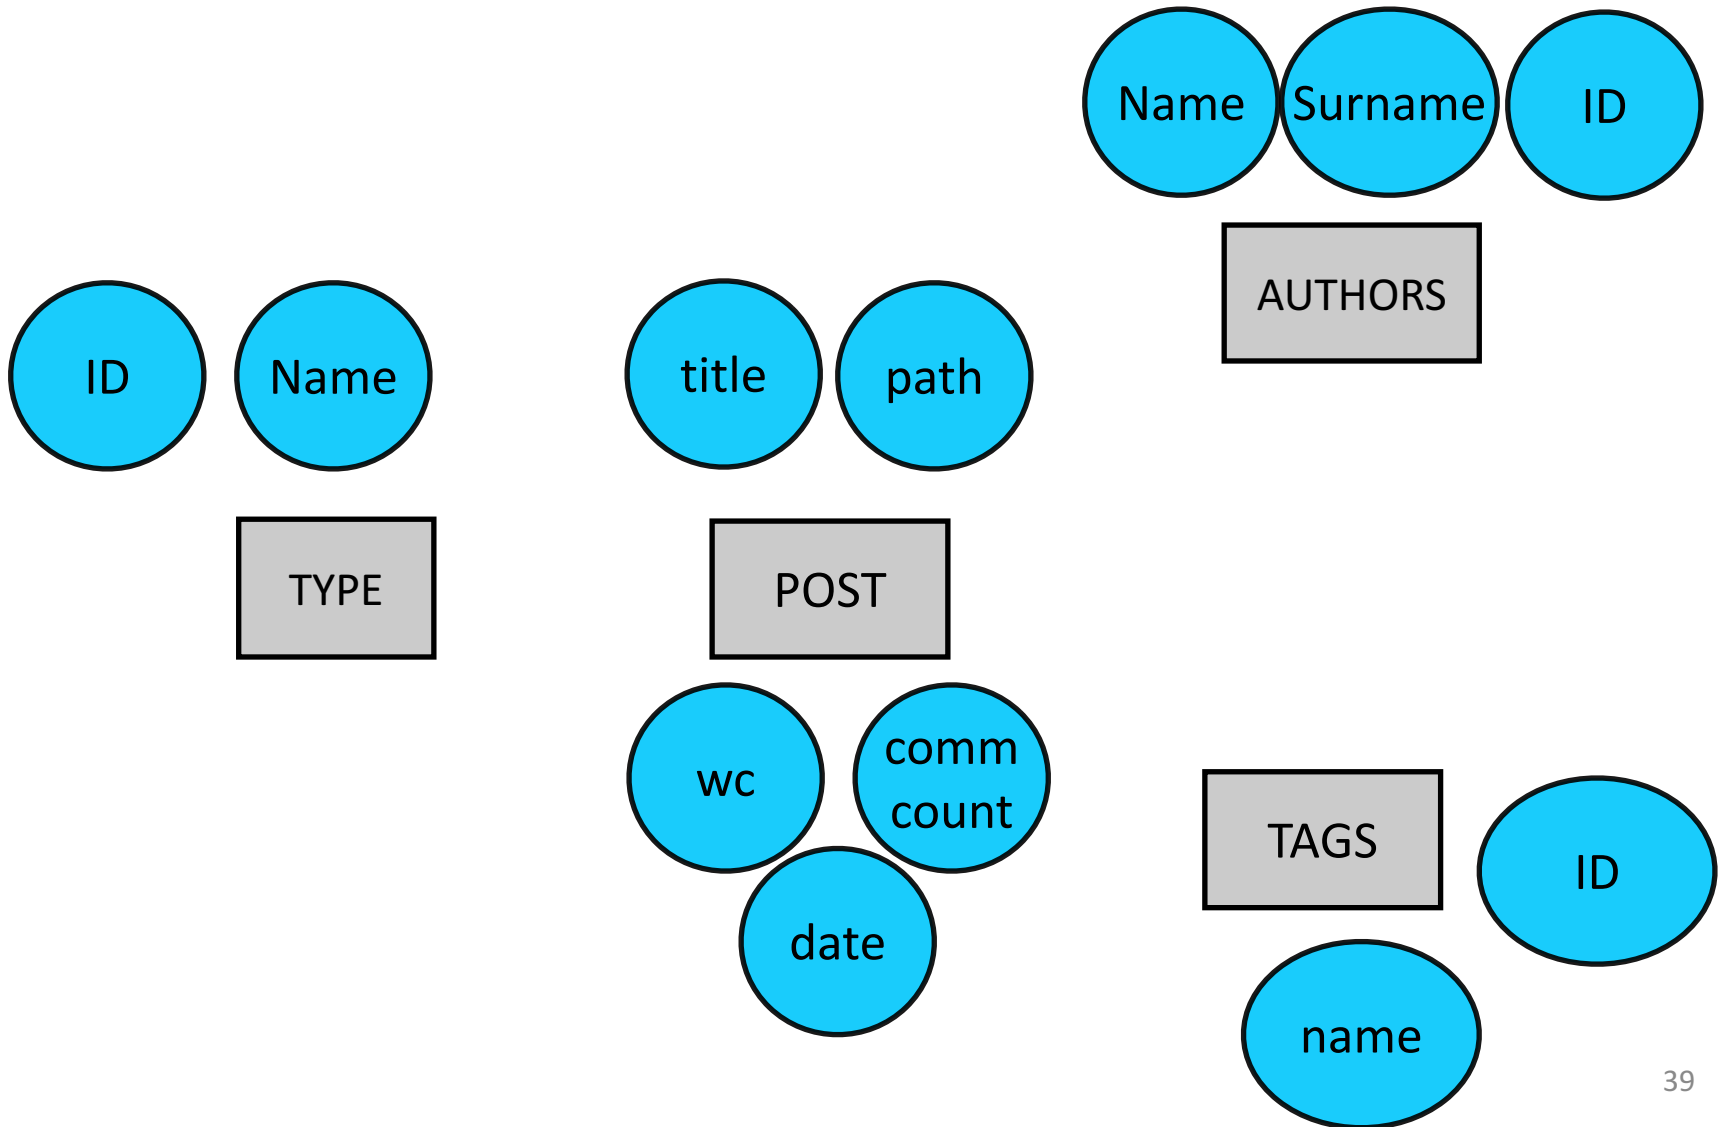 Name
Surname
ID
AUTHORS
ID
Name
title
path
TYPE
POST
wc
comm
count
date
TAGS
ID
name
39